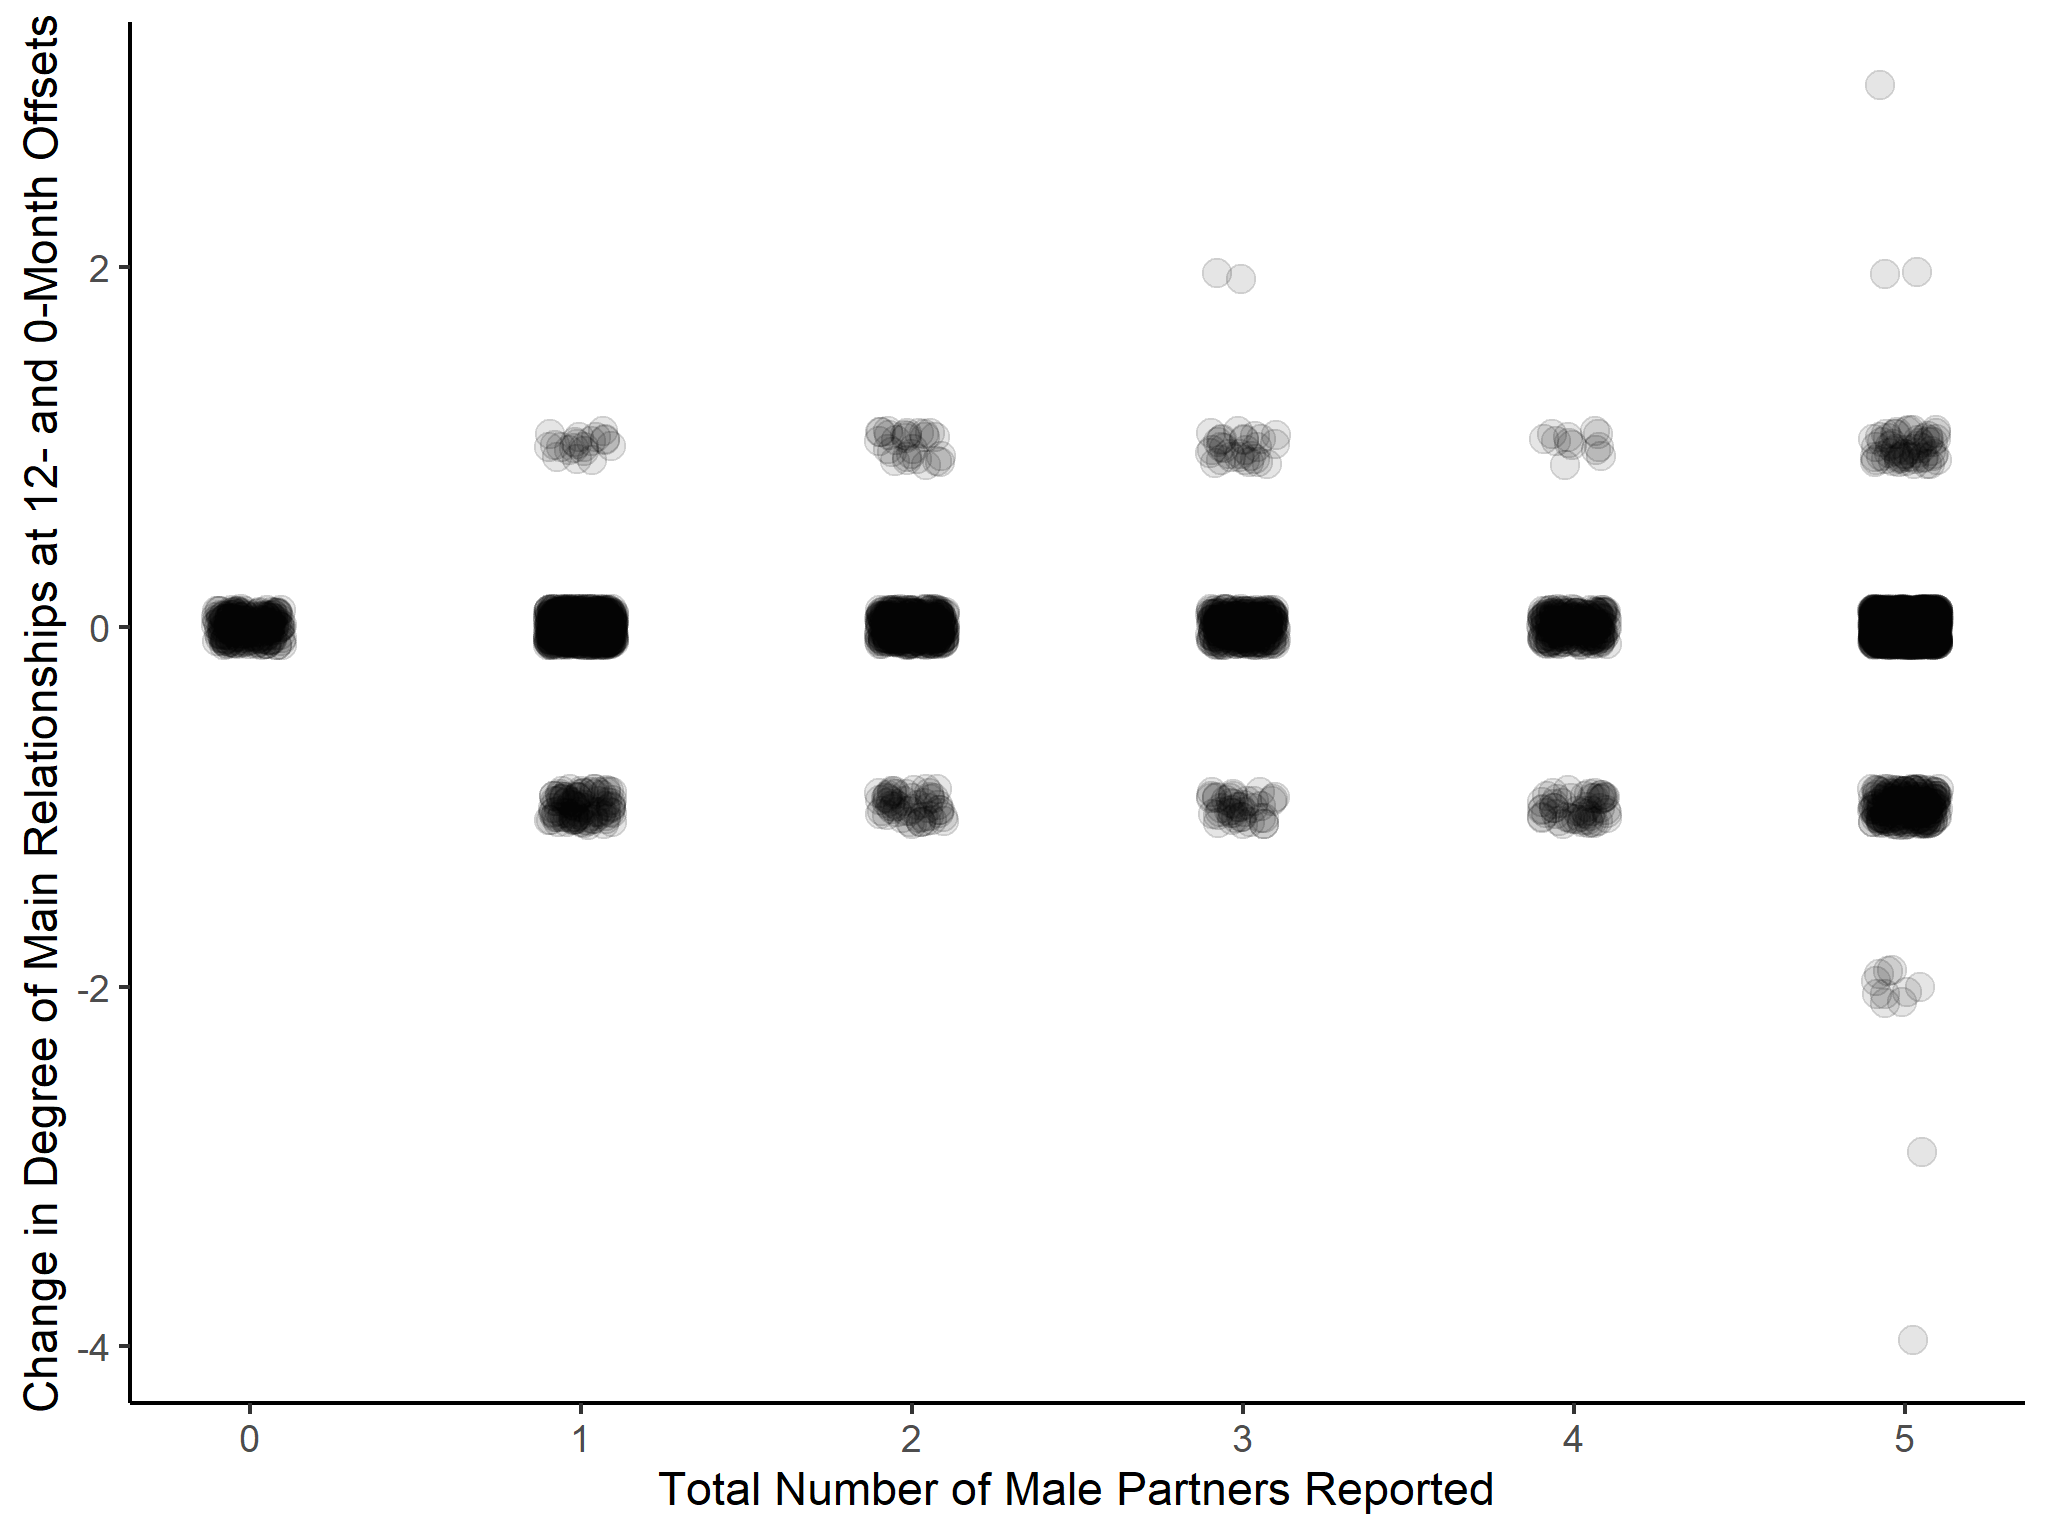 Change in Degree of Main Relationships at 12- and 0-Month Offsets
2
0
-2
-4
0 1 2 3 4 5
Total Number of Male Partners Reported